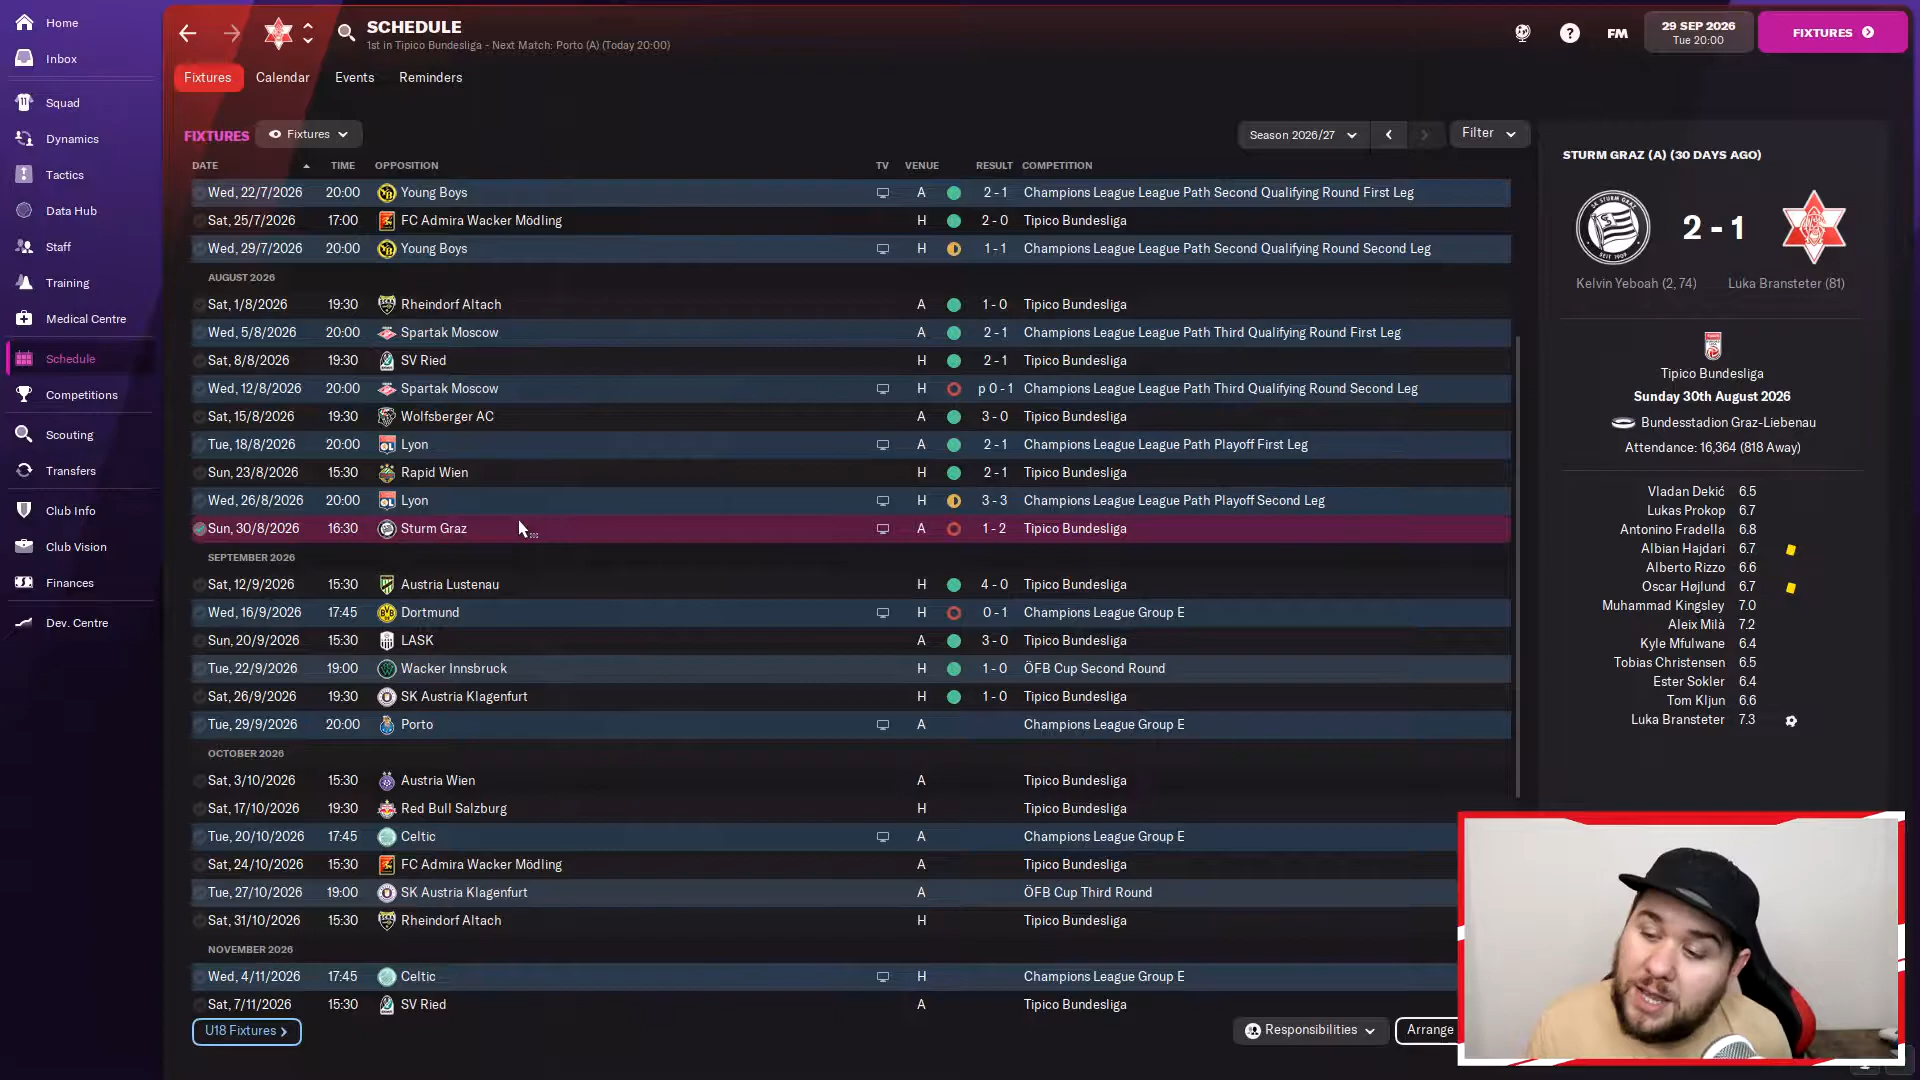 Home
Inbox
Squad
Dynamics
Tactics
Data Hub
Staff
Training
Medical Centre
Schedule
Competitions
Scouting
Transfers
Club Info
Club Vision
Finances
Dev. Centre
SCHEDULE
1st in Tipico Bundesliga - Next Match: Porto (A) (Today 20:00)
FM
29 SEP 2026
Tue 20:00
FIXTURES
Fixtures Calendar Events Reminders
FIXTURES Fixtures
Season 2026/27 Filter
DATE TIME OPPOSITION TV VENUE RESULT COMPETITION
Wed, 22/7/2026 20:00 Young Boys A 2 - 1 Champions League League Path Second Qualifying Round First Leg
Sat, 25/7/2026 17:00 FC Admira Wacker Mödling H 2 - 0 Tipico Bundesliga
Wed, 29/7/2026 20:00 Young Boys H 1 - 1 Champions League League Path Second Qualifying Round Second Leg
AUGUST 2026
Sat, 1/8/2026 19:30 Rheindorf Altach A 1 - 0 Tipico Bundesliga
Wed, 5/8/2026 20:00 Spartak Moscow A 2 - 1 Champions League League Path Third Qualifying Round First Leg
Sat, 8/8/2026 19:30 SV Ried H 2 - 1 Tipico Bundesliga
Wed, 12/8/2026 20:00 Spartak Moscow H p 0 - 1 Champions League League Path Third Qualifying Round Second Leg
Sat, 15/8/2026 19:30 Wolfsberger AC A 3 - 0 Tipico Bundesliga
Tue, 18/8/2026 20:00 Lyon A 2 - 1 Champions League League Path Playoff First Leg
Sun, 23/8/2026 15:30 Rapid Wien H 2 - 1 Tipico Bundesliga
Wed, 26/8/2026 20:00 Lyon H 3 - 3 Champions League League Path Playoff Second Leg
Sun, 30/8/2026 16:30 Sturm Graz A 1 - 2 Tipico Bundesliga
SEPTEMBER 2026
Sat, 12/9/2026 15:30 Austria Lustenau H 4 - 0 Tipico Bundesliga
Wed, 16/9/2026 17:45 Dortmund H 0 - 1 Champions League Group E
Sun, 20/9/2026 15:30 LASK A 3 - 0 Tipico Bundesliga
Tue, 22/9/2026 19:00 Wacker Innsbruck H 1 - 0 ÖFB Cup Second Round
Sat, 26/9/2026 19:30 SK Austria Klagenfurt H 1 - 0 Tipico Bundesliga
Tue, 29/9/2026 20:00 Porto A Champions League Group E
OCTOBER 2026
Sat, 3/10/2026 15:30 Austria Wien A Tipico Bundesliga
Sat, 17/10/2026 19:30 Red Bull Salzburg H Tipico Bundesliga
Tue, 20/10/2026 17:45 Celtic A Champions League Group E
Sat, 24/10/2026 15:30 FC Admira Wacker Mödling A Tipico Bundesliga
Tue, 27/10/2026 19:00 SK Austria Klagenfurt A ÖFB Cup Third Round
Sat, 31/10/2026 15:30 Rheindorf Altach H Tipico Bundesliga
NOVEMBER 2026
Wed, 4/11/2026 17:45 Celtic H Champions League Group E
Sat, 7/11/2026 15:30 SV Ried A Tipico Bundesliga
U18 Fixtures Responsibilities Arrange
STURM GRAZ (A) (30 DAYS AGO)
2 - 1
Kelvin Yeboah (2, 74) Luka Bransteter (81)
Tipico Bundesliga
Sunday 30th August 2026
Bundesstadion Graz-Liebenau
Attendance: 16,364 (818 Away)
Vladan Dekić 6.5
Lukas Prokop 6.7
Antonino Fradella 6.8
Albian Hajdari 6.7
Alberto Rizzo 6.6
Oscar Højlund 6.7
Muhammad Kingsley 7.0
Aleix Milà 7.2
Kyle Mfulwane 6.4
Tobias Christensen 6.5
Ester Sokler 6.4
Tom Kljun 6.6
Luka Bransteter 7.3